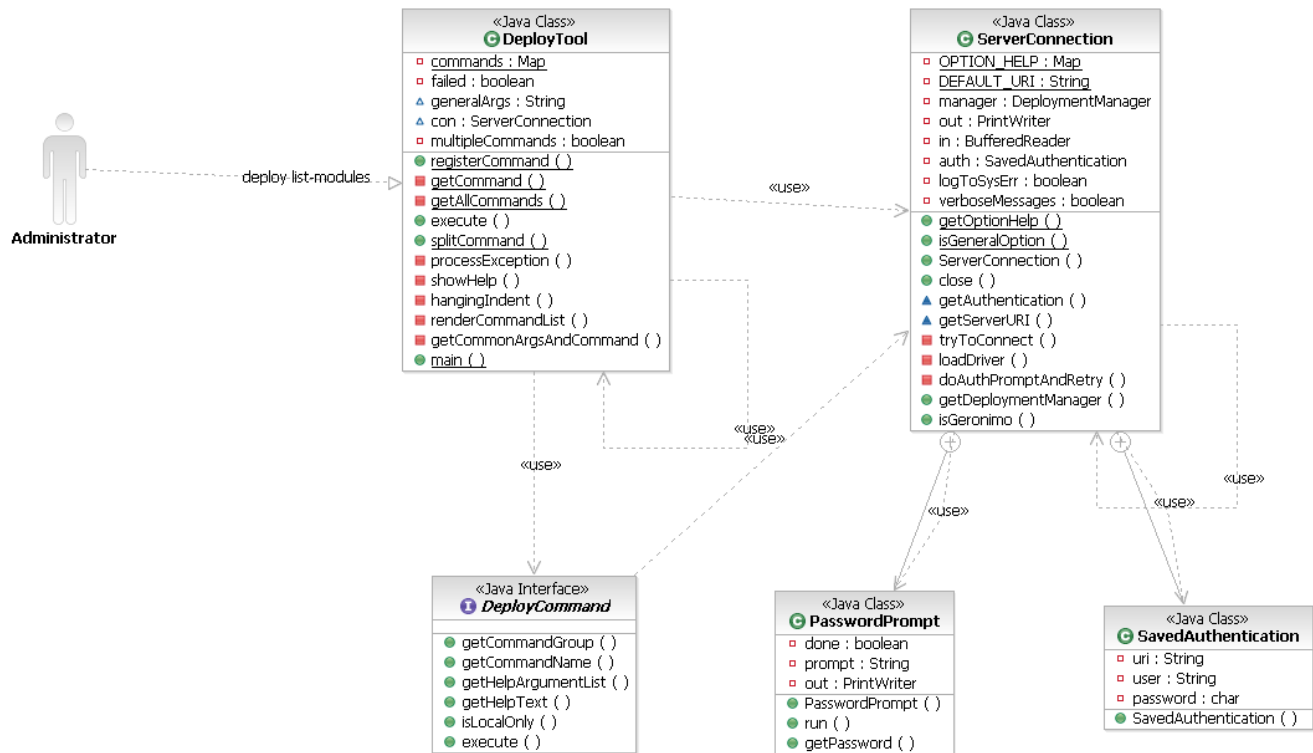 «Java Class»
DeployTool
commands : Map
failed : boolean
generalArgs : String
con : ServerConnection
multipleCommands : boolean
registerCommand ( )
getCommand ( )
getAllCommands ( )
execute ( )
splitCommand ( )
processException ( )
showHelp ( )
hangingIndent ( )
renderCommandList ( )
getCommonArgsAndCommand ( )
main ( )
«Java Class»
ServerConnection
OPTION_HELP : Map
DEFAULT_URI : String
manager : DeploymentManager
out : PrintWriter
in : BufferedReader
auth : SavedAuthentication
logToSysErr : boolean
verboseMessages : boolean
getOptionHelp ( )
isGeneralOption ( )
ServerConnection ( )
close ( )
getAuthentication ( )
getServerURI ( )
tryToConnect ( )
loadDriver ( )
doAuthPromptAndRetry ( )
getDeploymentManager ( )
isGeronimo ( )
Administrator
deploy list-modules
«use»
«use»
«use»
«use»
«use»
«use»
«use»
«Java Interface»
DeployCommand
getCommandGroup ( )
getCommandName ( )
getHelpArgumentList ( )
getHelpText ( )
isLocalOnly ( )
execute ( )
«Java Class»
PasswordPrompt
done : boolean
prompt : String
out : PrintWriter
PasswordPrompt ( )
run ( )
getPassword ( )
«Java Class»
SavedAuthentication
uri : String
user : String
password : char
SavedAuthentication ( )